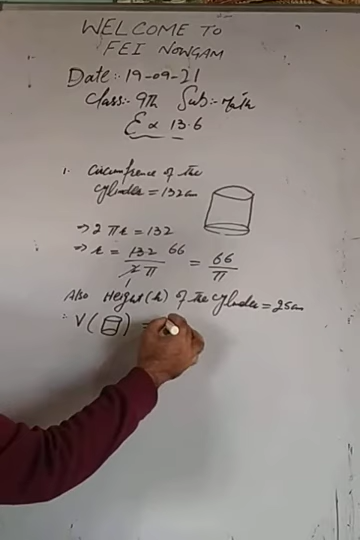 WELCOME TO
FEI NOWGAM
Date:- 19-09-21
Class:- 9th Sub:- Math
Ex 13.6
1. Circumfrence of the
cylinder = 132cm
⇒ 2πr = 132
⇒ r = 132 66 / 2π = 66 / π
Also Height(h) of the cylinder = 25cm
∴ V( ) =